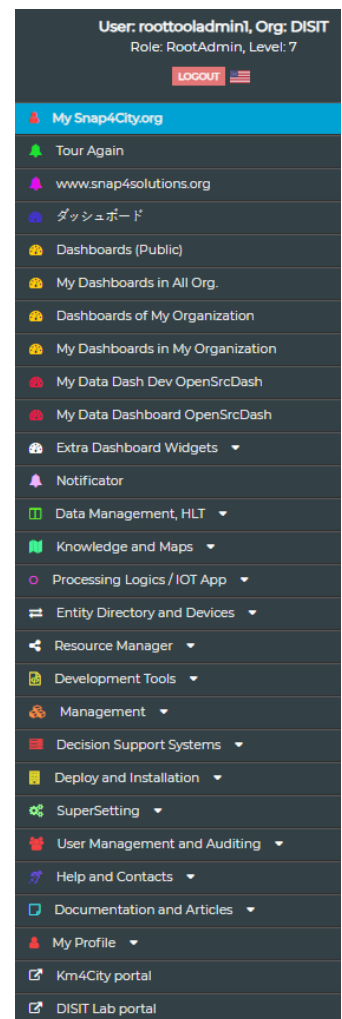 User: roottooladmin1, Org: DISIT
Role: RootAdmin, Level: 7
LOGOUT
My Snap4City.org
Tour Again
www.snap4solutions.org
ダッシュボード
Dashboards (Public)
My Dashboards in All Org.
Dashboards of My Organization
My Dashboards in My Organization
My Data Dash Dev OpenSrcDash
My Data Dashboard OpenSrcDash
Extra Dashboard Widgets
Notificator
Data Management, HLT
Knowledge and Maps
Processing Logics / IOT App
Entity Directory and Devices
Resource Manager
Development Tools
Management
Decision Support Systems
Deploy and Installation
SuperSetting
User Management and Auditing
Help and Contacts
Documentation and Articles
My Profile
Km4City portal
DISIT Lab portal